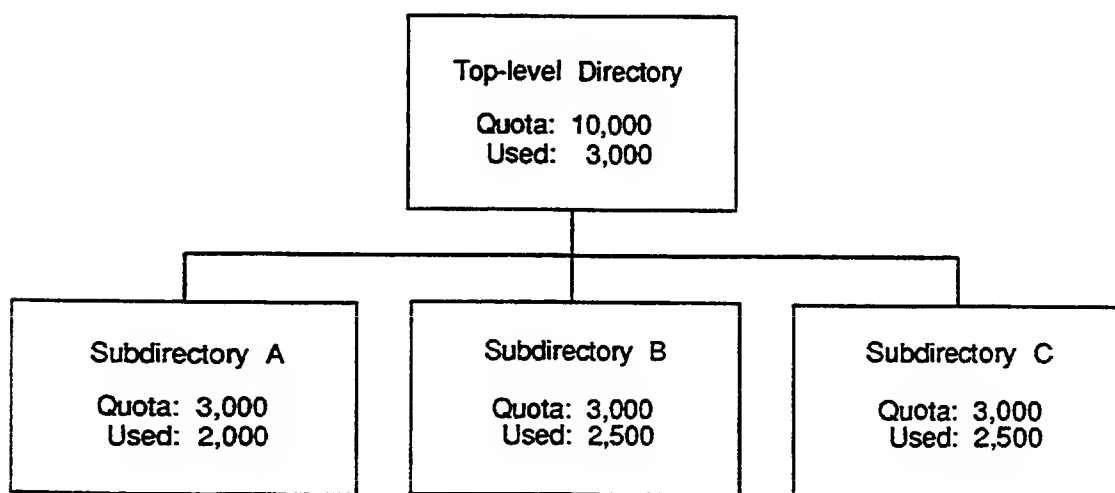 Top-level Directory
Quota: 10,000
Used: 3,000
Subdirectory A
Quota: 3,000
Used: 2,000
Subdirectory B
Quota: 3,000
Used: 2,500
Subdirectory C
Quota: 3,000
Used: 2,500